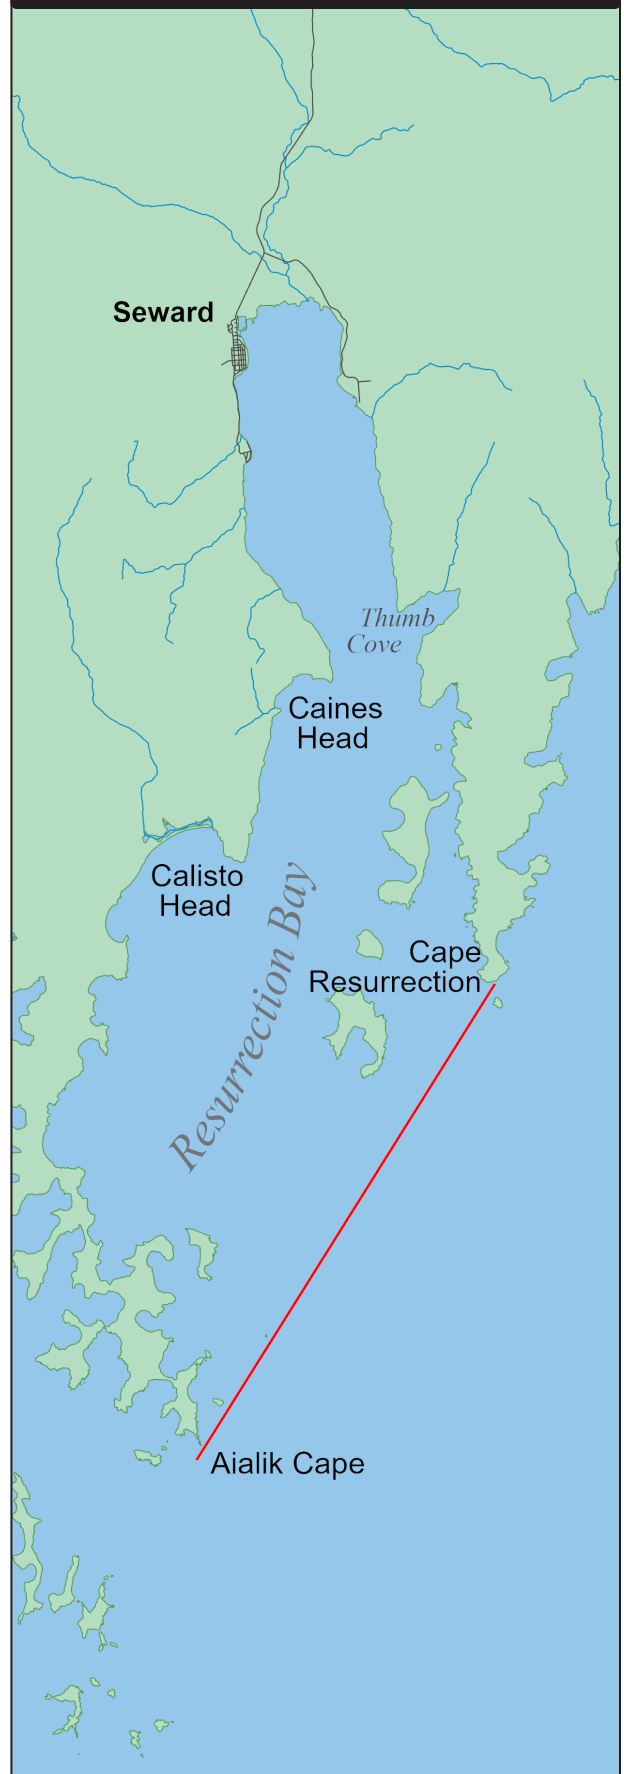 Seward
Thumb
Cove
Caines
Head
Calisto
Head
Resurrection Bay
Cape
Resurrection
Aialik Cape